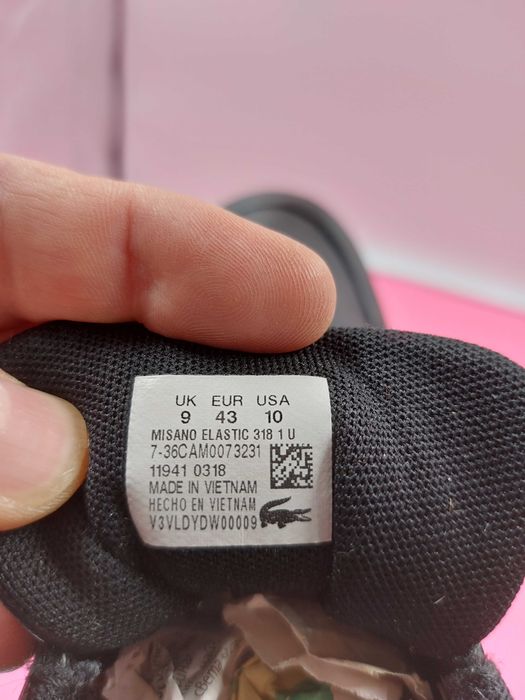 UK EUR USA
9 43 10
MISANO ELASTIC 318 1 U
7-36CAM0073231
11941 0318
MADE IN VIETNAM
HECHO EN VIETNAM
V3VLDYDW00009